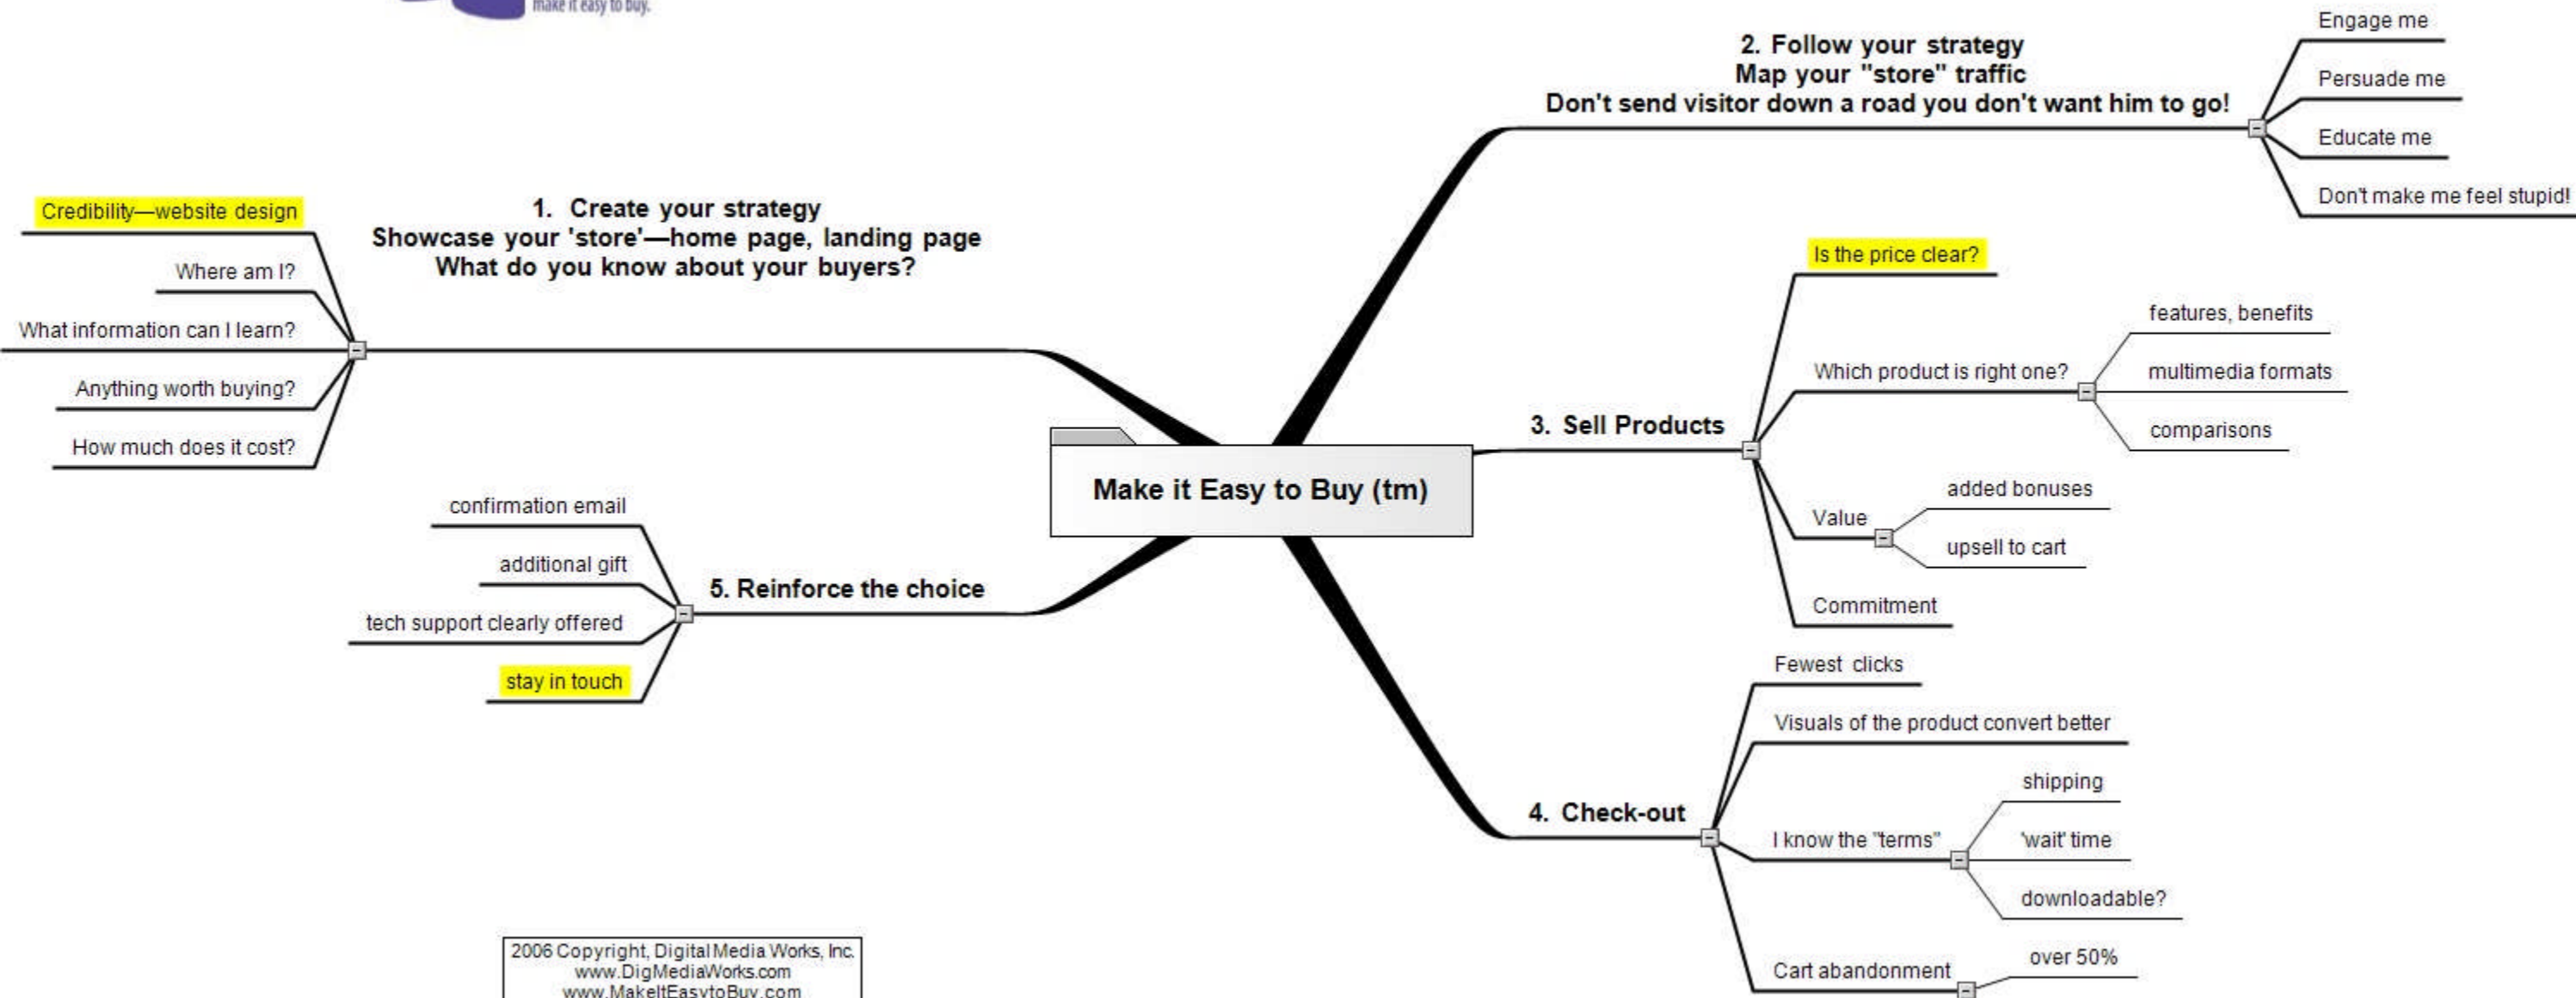 make it easy to buy.
1. Create your strategy
Showcase your 'store'—home page, landing page
What do you know about your buyers?
Credibility—website design
Where am I?
What information can I learn?
Anything worth buying?
How much does it cost?
2. Follow your strategy
Map your "store" traffic
Don't send visitor down a road you don't want him to go!
Engage me
Persuade me
Educate me
Don't make me feel stupid!
Make it Easy to Buy (tm)
3. Sell Products
Is the price clear?
Which product is right one?
features, benefits
multimedia formats
comparisons
Value
added bonuses
upsell to cart
Commitment
4. Check-out
Fewest clicks
Visuals of the product convert better
I know the "terms"
shipping
'wait' time
downloadable?
Cart abandonment
over 50%
5. Reinforce the choice
confirmation email
additional gift
tech support clearly offered
stay in touch
2006 Copyright, Digital Media Works, Inc.
www.DigMediaWorks.com
www.MakeItEasytoBuy.com